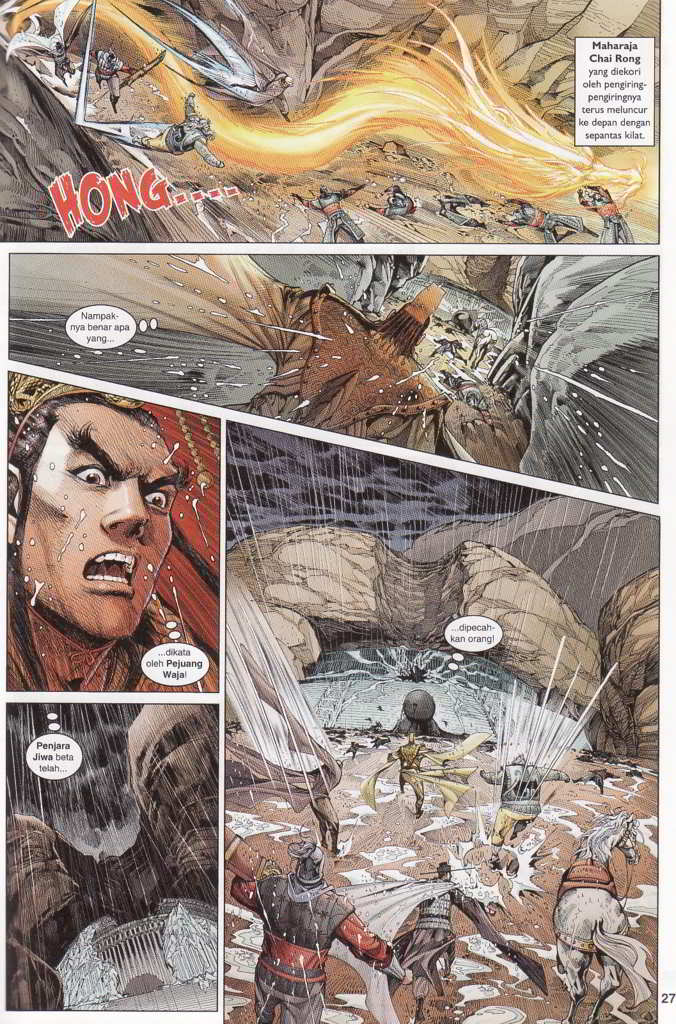 Maharaja
Chai Rong
yang diekori
oleh pengiring-
pengiringnya
terus meluncur
ke depan dengan
sepantas kilat.
HONG....
Nampak-
nya benar apa
yang...
...dikata
oleh Pejuang
Waja!
Penjara
Jiwa beta
telah...
...dipecah-
kan orang!
27